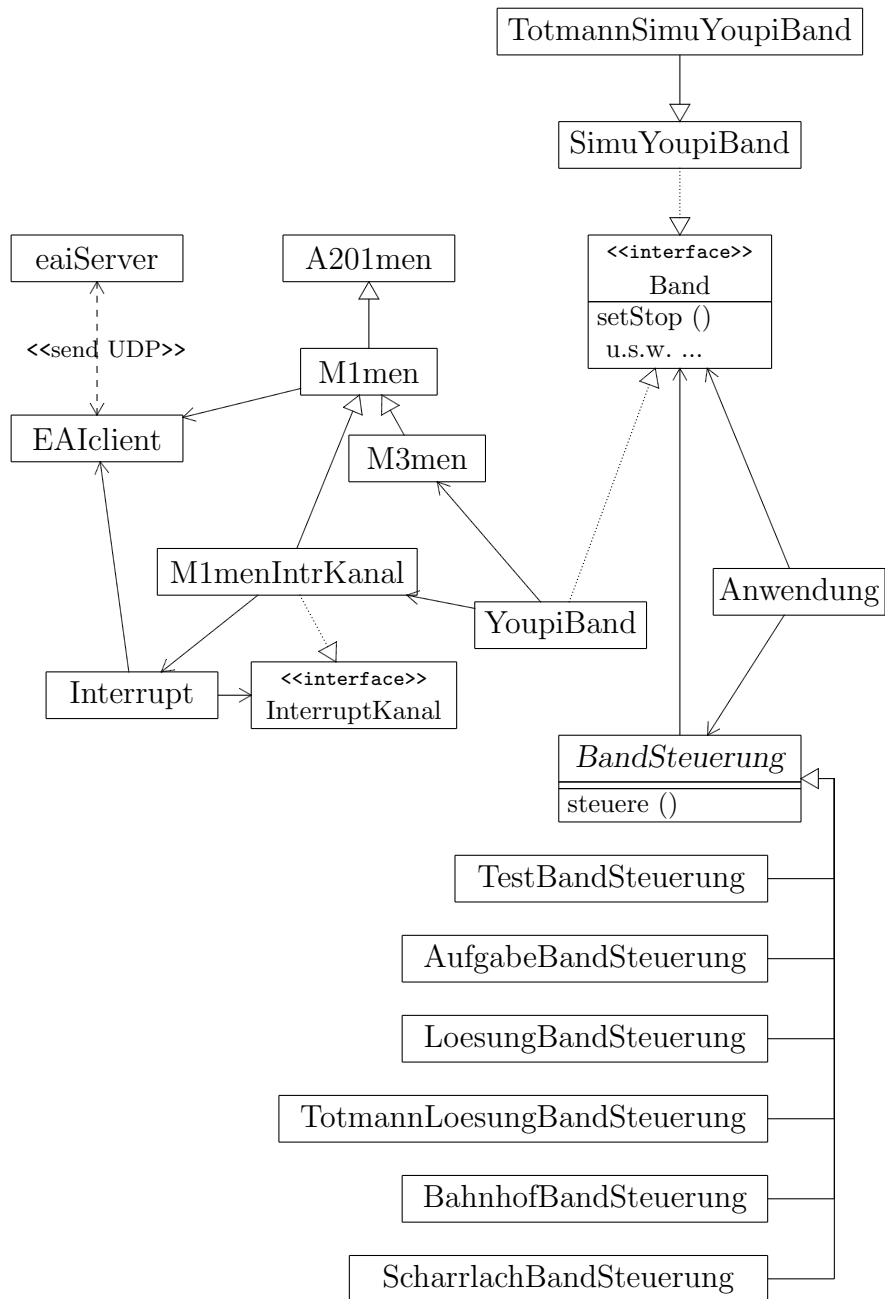 TotmannSimuYoupiBand
SimuYoupiBand
eaiServer
A201men
<<interface>>
Band
setStop ()
u.s.w. ...
<<send UDP>>
M1men
EAIclient
M3men
M1menIntrKanal
Anwendung
YoupiBand
Interrupt
<<interface>>
InterruptKanal
BandSteuerung
steuere ()
TestBandSteuerung
AufgabeBandSteuerung
LoesungBandSteuerung
TotmannLoesungBandSteuerung
BahnhofBandSteuerung
ScharrlachBandSteuerung